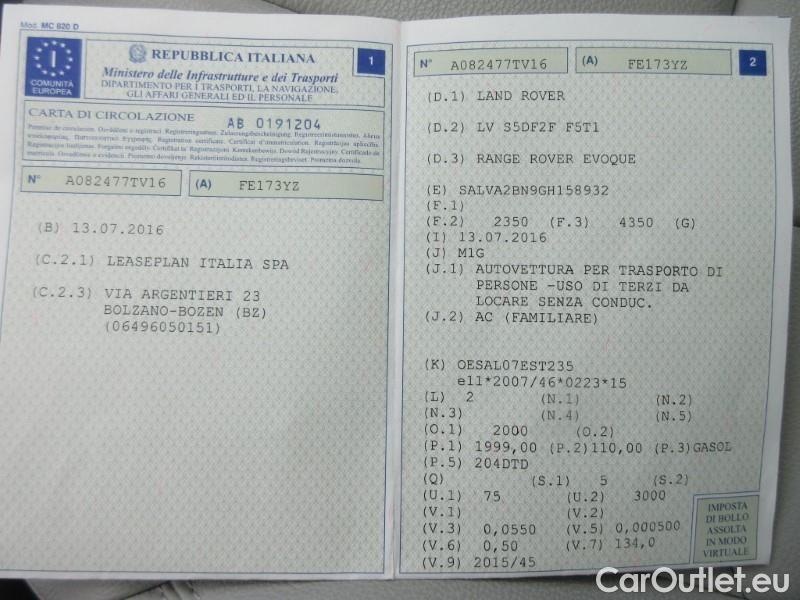 Mod. MC 820 D
I
COMUNITÀ
EUROPEA
REPUBBLICA ITALIANA
1
Ministero delle Infrastrutture e dei Trasporti
DIPARTIMENTO PER I TRASPORTI, LA NAVIGAZIONE,
GLI AFFARI GENERALI ED IL PERSONALE
CARTA DI CIRCOLAZIONE
AB 0191204
N° A082477TV16 (A) FE173YZ
(B) 13.07.2016
(C.2.1) LEASEPLAN ITALIA SPA
(C.2.3) VIA ARGENTIERI 23
BOLZANO-BOZEN (BZ)
(06496050151)
N° A082477TV16 (A) FE173YZ 2
(D.1) LAND ROVER
(D.2) LV S5DF2F F5T1
(D.3) RANGE ROVER EVOQUE
(E) SALVA2BN9GH158932
(F.1)
(F.2) 2350 (F.3) 4350 (G)
(I) 13.07.2016
(J) M1G
(J.1) AUTOVETTURA PER TRASPORTO DI
PERSONE -USO DI TERZI DA
LOCARE SENZA CONDUC.
(J.2) AC (FAMILIARE)
(K) OESAL07EST235
e11*2007/46*0223*15
(L) 2 (N.1) (N.2)
(N.3) (N.4) (N.5)
(O.1) 2000 (O.2)
(P.1) 1999,00 (P.2)110,00 (P.3)GASOL
(P.5) 204DTD
(Q) (S.1) 5 (S.2)
(U.1) 75 (U.2) 3000
(V.1) (V.2)
(V.3) 0,0550 (V.5) 0,000500
(V.6) 0,50 (V.7) 134,0
(V.9) 2015/45
IMPOSTA
DI BOLLO
ASSOLTA
IN MODO
VIRTUALE
CarOutlet.eu